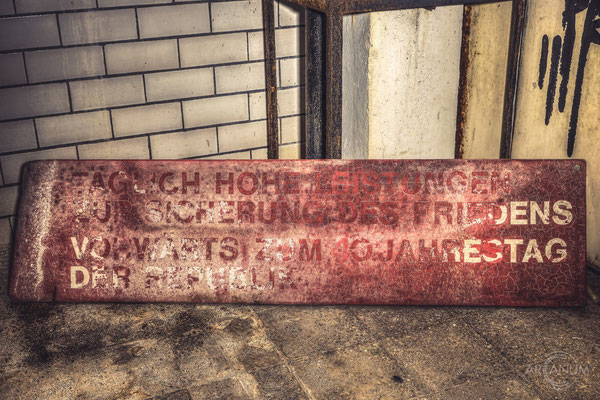 TÄGLICH HOHE LEISTUNGEN
ZUR SICHERUNG DES FRIEDENS
VORWÄRTS ZUM 40. JAHRESTAG
DER REPUBLIK.
ARCANUM